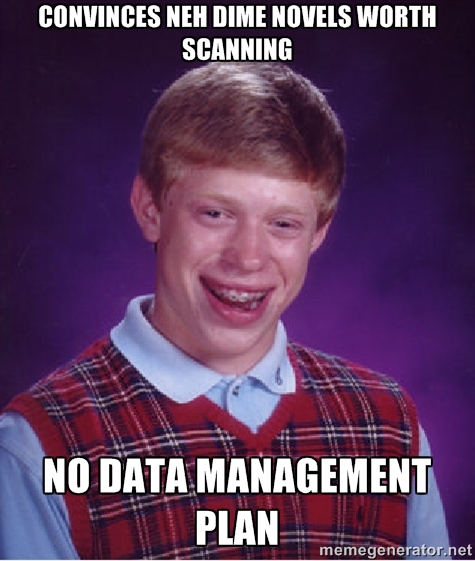 CONVINCES NEH DIME NOVELS WORTH
SCANNING
NO DATA MANAGEMENT
PLAN
memegenerator.net